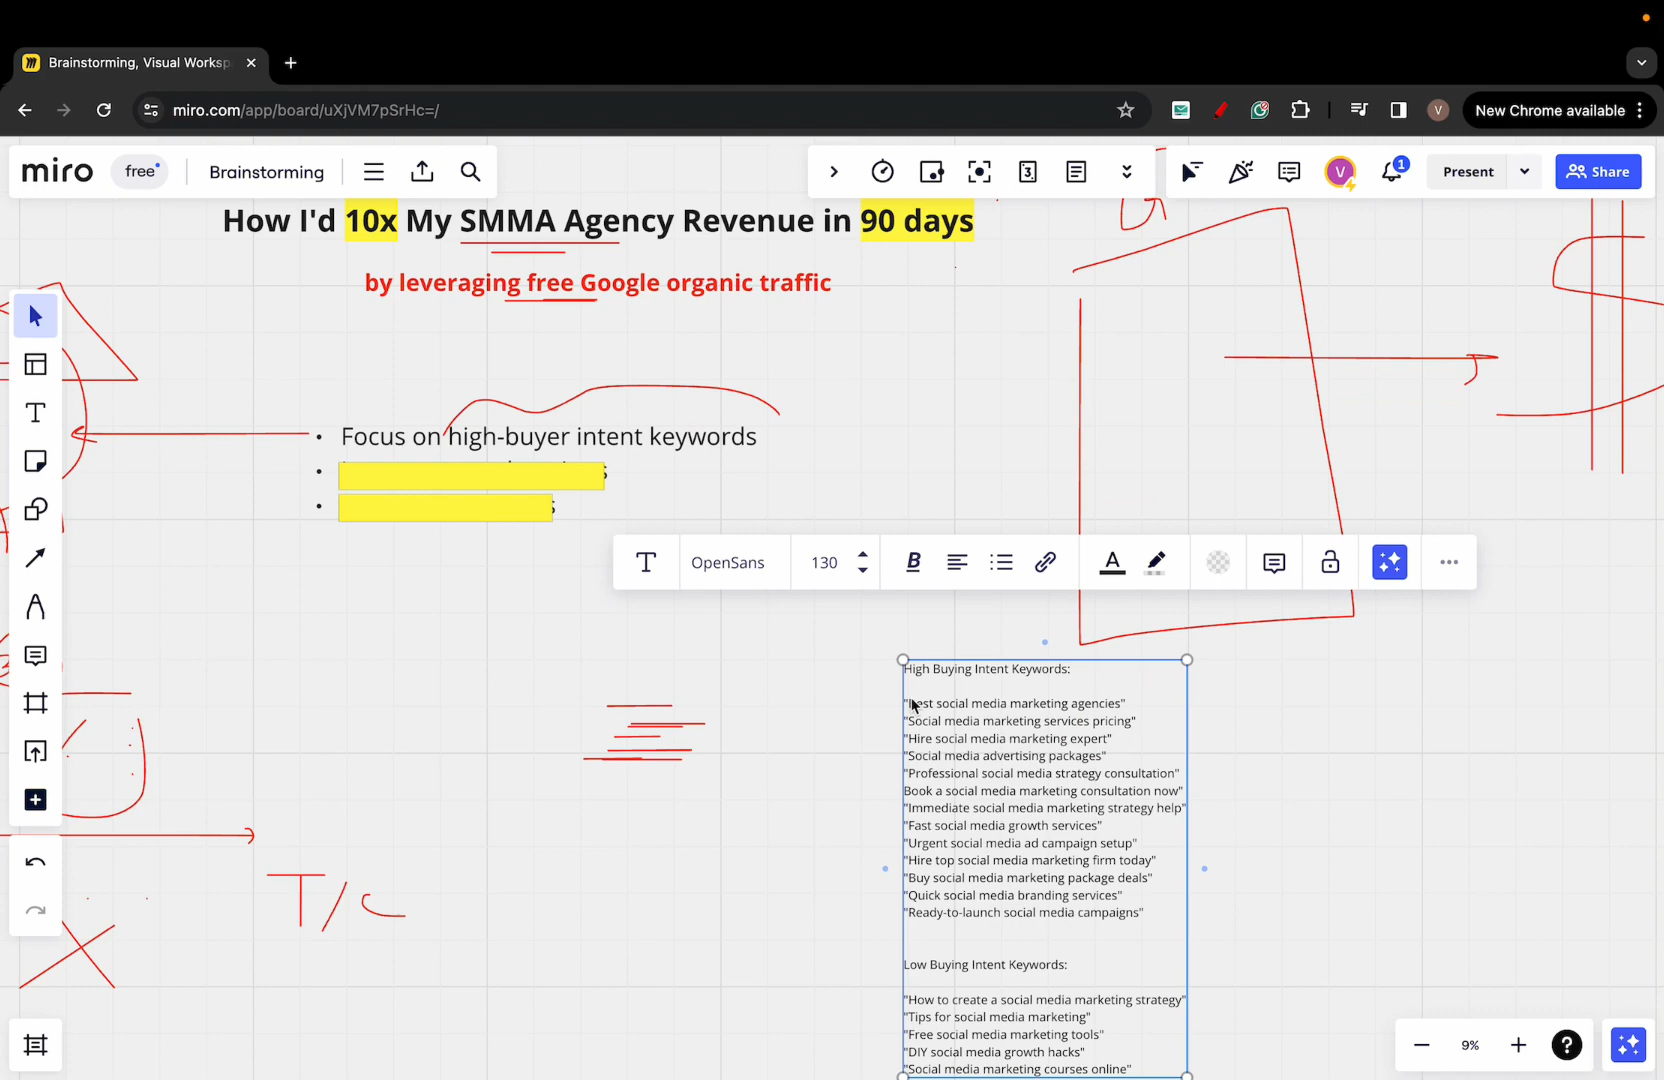 Brainstorming, Visual Worksp
miro.com/app/board/uXjVM7pSrHc=/
V
New Chrome available
miro
free
Brainstorming
3
V
1
Present
Share
How I'd 10x My SMMA Agency Revenue in 90 days
by leveraging free Google organic traffic
• Focus on high-buyer intent keywords
T
OpenSans
130
B
A
High Buying Intent Keywords:
"Best social media marketing agencies"
"Social media marketing services pricing"
"Hire social media marketing expert"
"Social media advertising packages"
"Professional social media strategy consultation"
Book a social media marketing consultation now"
"Immediate social media marketing strategy help"
"Fast social media growth services"
"Urgent social media ad campaign setup"
"Hire top social media marketing firm today"
"Buy social media marketing package deals"
"Quick social media branding services"
"Ready-to-launch social media campaigns"
T/C
Low Buying Intent Keywords:
"How to create a social media marketing strategy"
"Tips for social media marketing"
"Free social media marketing tools"
"DIY social media growth hacks"
"Social media marketing courses online"
9%